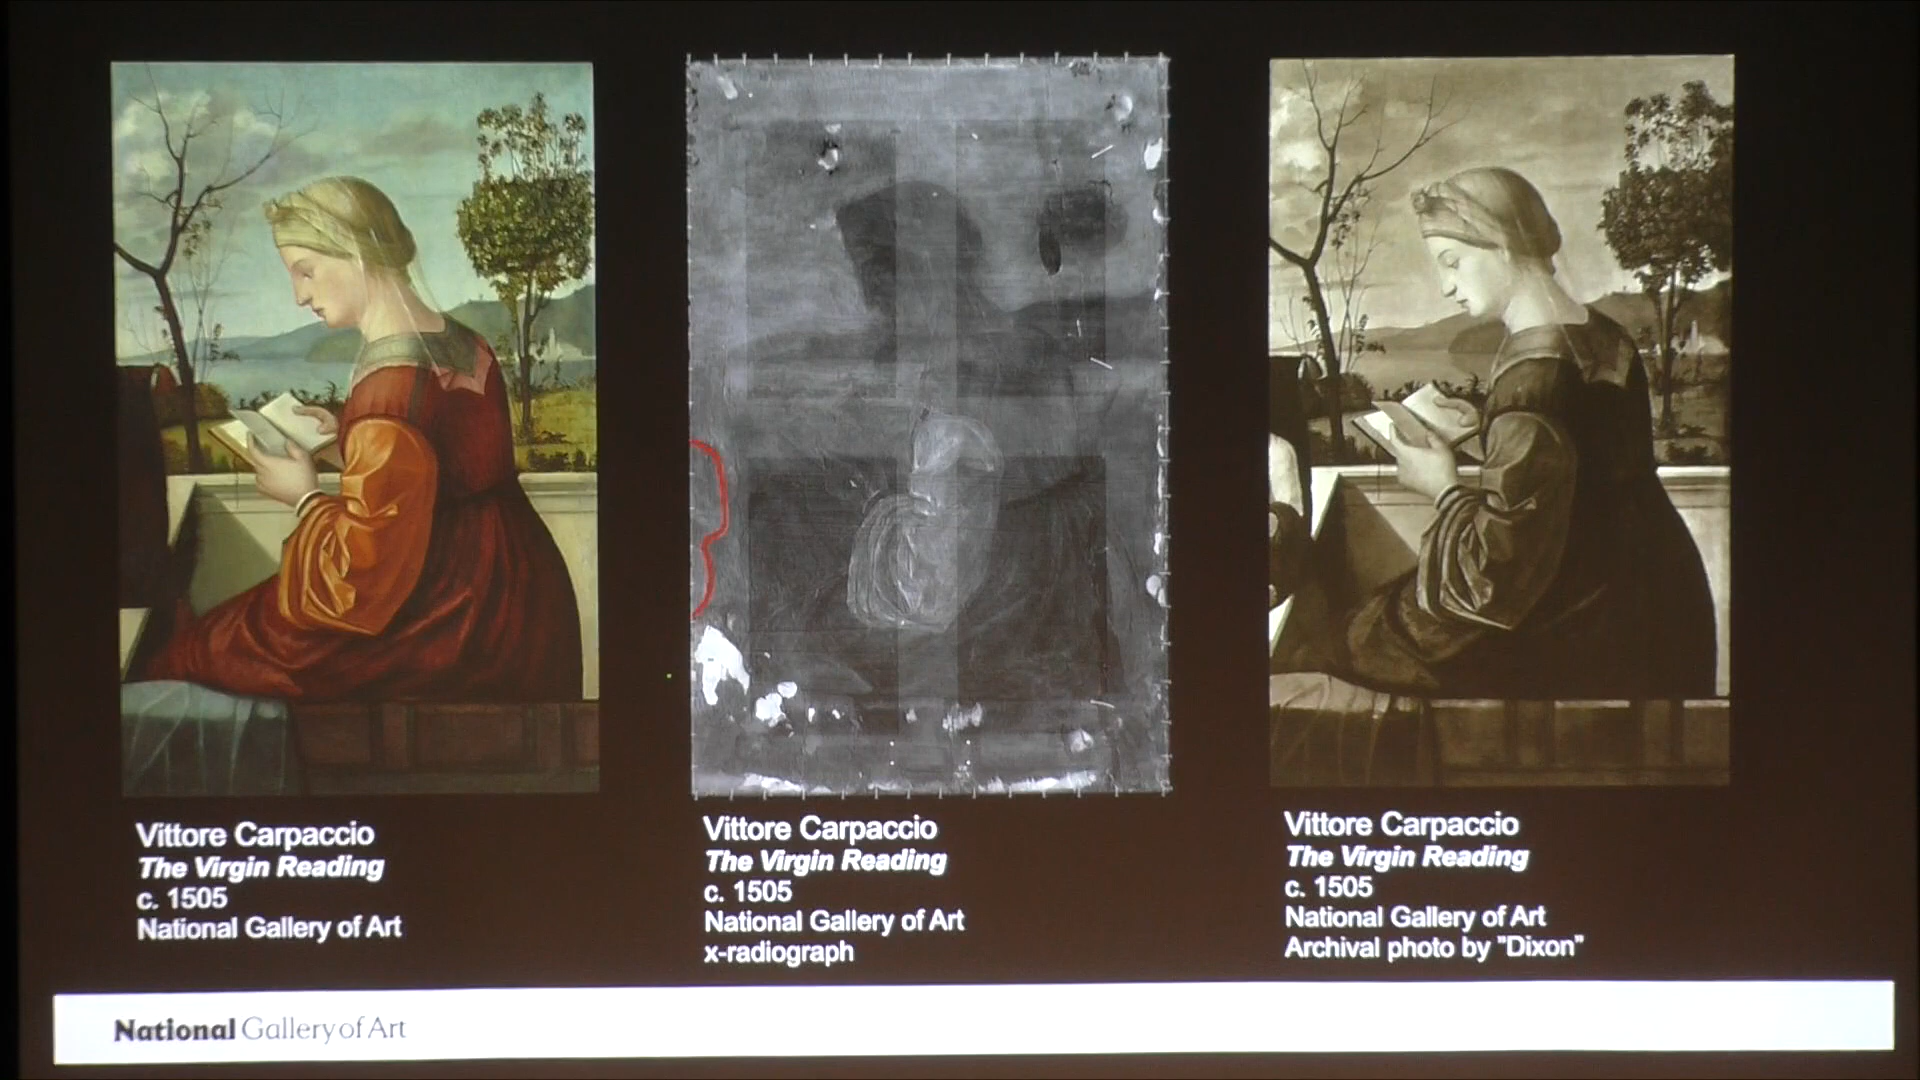 Vittore Carpaccio
The Virgin Reading
c. 1505
National Gallery of Art
Vittore Carpaccio
The Virgin Reading
c. 1505
National Gallery of Art
x-radiograph
Vittore Carpaccio
The Virgin Reading
c. 1505
National Gallery of Art
Archival photo by "Dixon"
National Gallery of Art